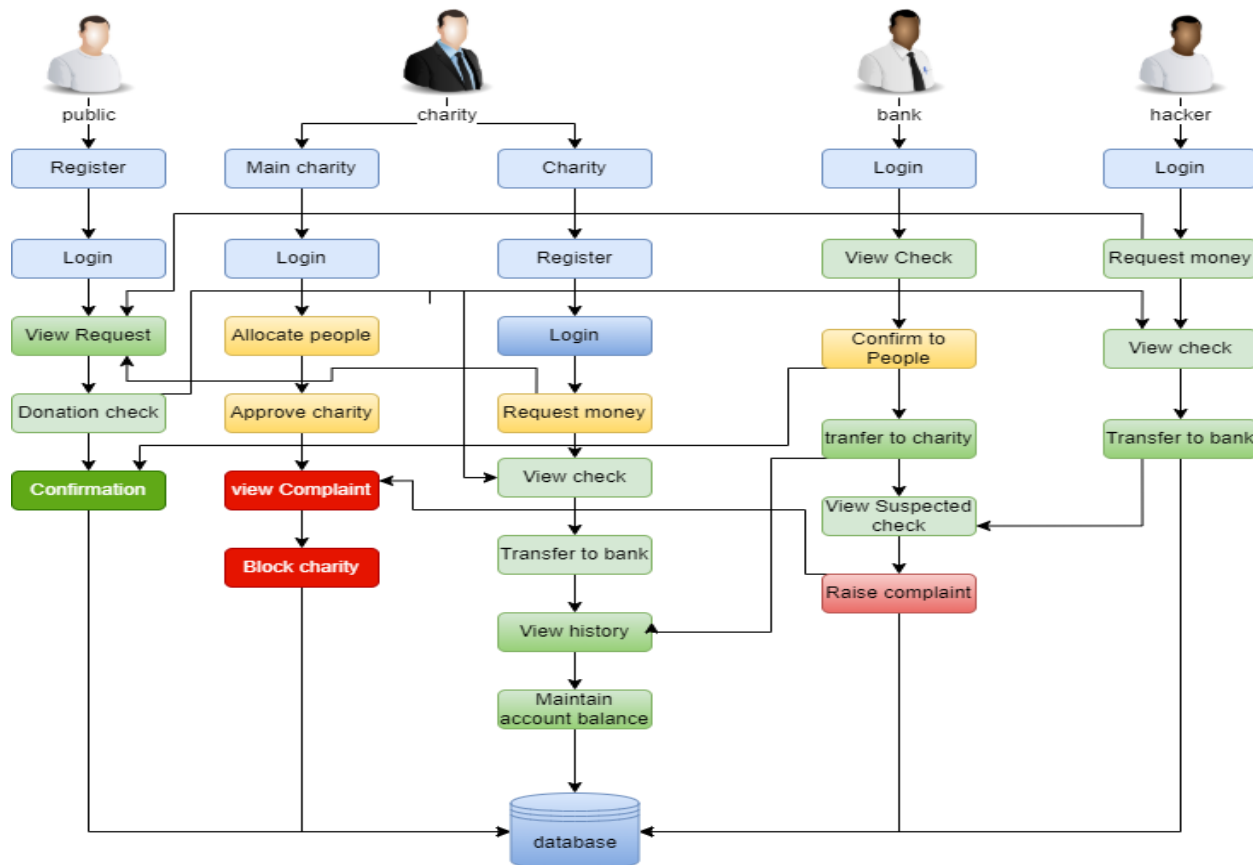 public
charity
bank
hacker
Register
Main charity
Charity
Login
Login
Login
Login
Register
View Check
Request money
View Request
Allocate people
Login
Confirm to
People
View check
Donation check
Approve charity
Request money
tranfer to charity
Transfer to bank
Confirmation
view Complaint
View check
View Suspected
check
Transfer to bank
Block charity
Raise complaint
View history
Maintain
account balance
database